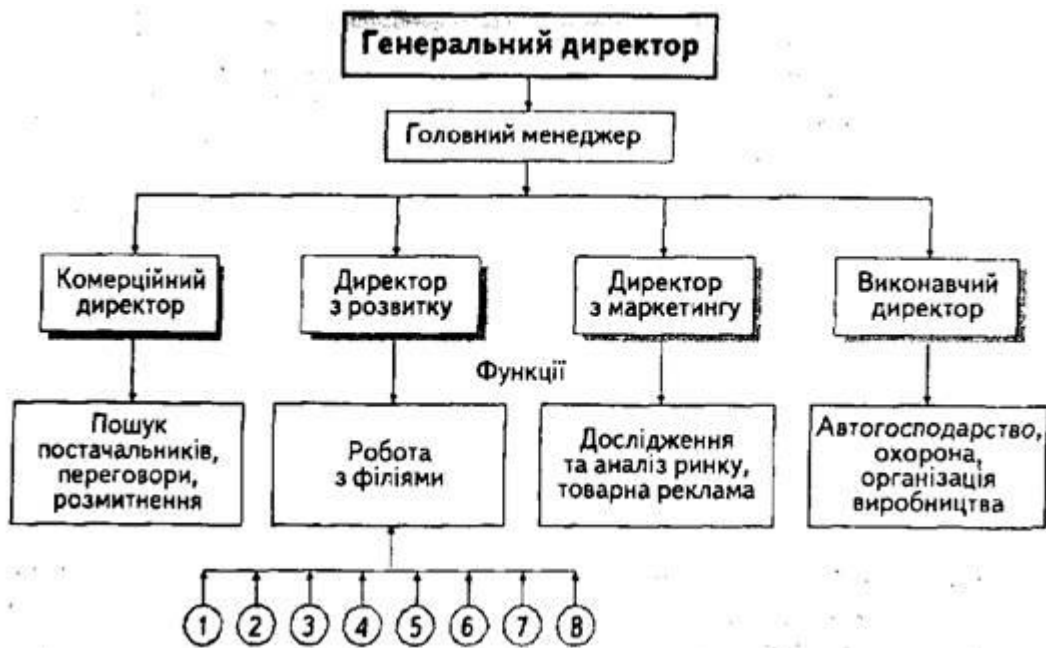 Генеральний директор
Головний менеджер
Комерційний
директор
Директор
з розвитку
Директор
з маркетингу
Виконавчий
директор
Функції
Пошук
постачальників,
переговори,
розмитнення
Робота
з філіями
Дослідження
та аналіз ринку,
товарна реклама
Автогосподарство,
охорона,
організація
виробництва
1 2 3 4 5 6 7 8